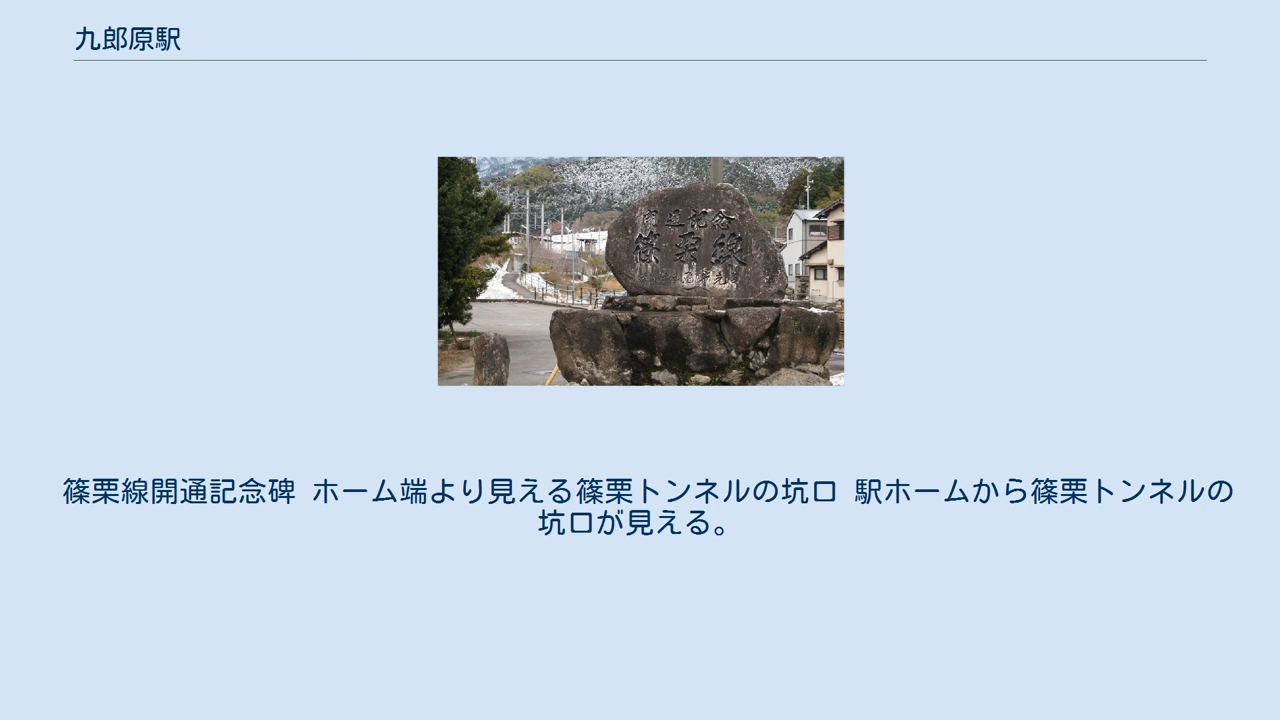 九郎原駅
開通記念
篠栗線
篠栗線開通記念碑 ホーム端より見える篠栗トンネルの坑口 駅ホームから篠栗トンネルの
坑口が見える。